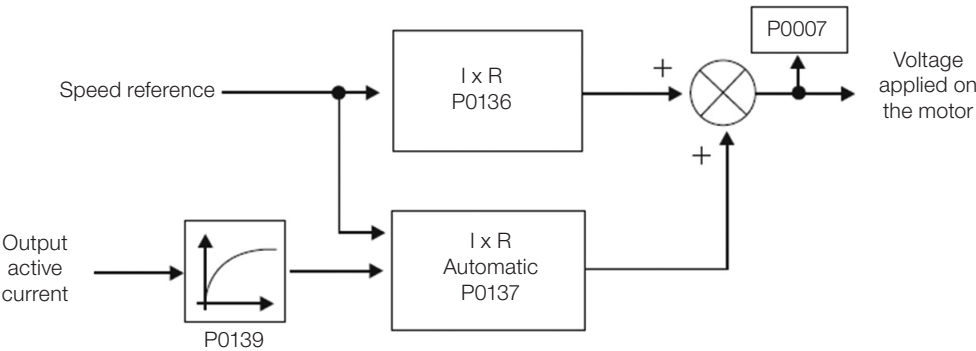 P0007
Speed reference
I x R
P0136
+
Voltage
applied on
the motor
+
Output
active
current
P0139
I x R
Automatic
P0137